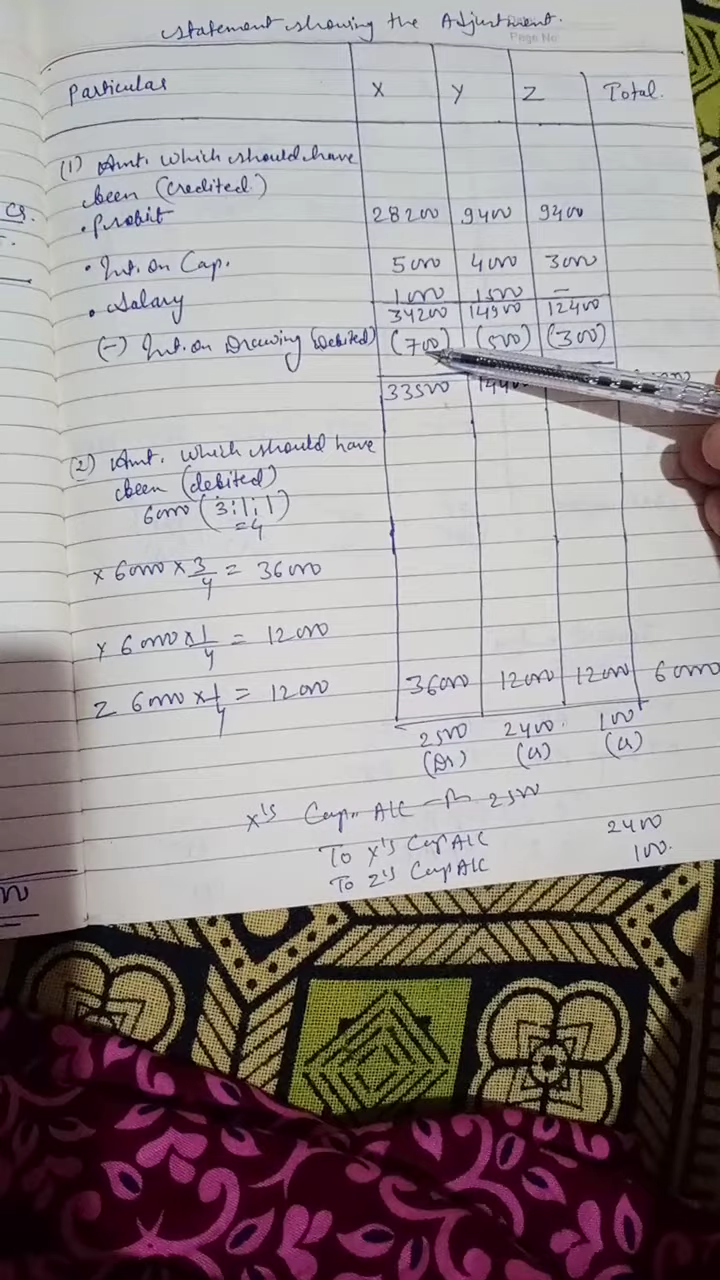 Statement showing the Adjustment.
Page No
Particulars X Y Z Total.
(1) Amt. which should have
been (credited)
• Profit 28200 9400 9400
• Int. on Cap. 5000 4000 3000
• Salary 1000 1500 –
34200 14900 12400
(–) Int. on Drawing (Debited) (700) (500) (300)
33500
(2) Amt. which should have
been (debited)
6000 (3:1:1)
=4
x 6000 x 3/4 = 36000
x 6000 x 1/4 = 12000
Z 6000 x 1/4 = 12000 36000 12000 12000 6000
2500 2400 100
(Dr) (Cr) (Cr)
X's Cap. A/C Dr 2500
To X's Cap A/C 2400
To Z's Cap A/C 100.